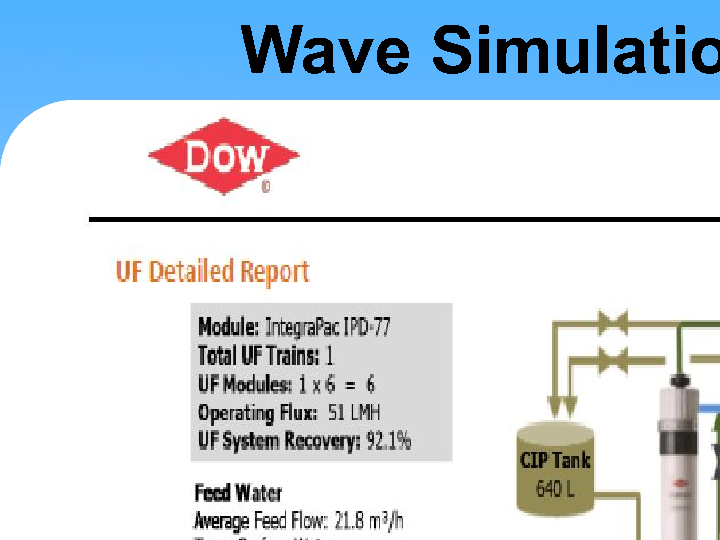 Wave Simulatio
DOW
®
UF Detailed Report
Module: IntegraPac IPD-77
Total UF Trains: 1
UF Modules: 1 x 6 = 6
Operating Flux: 51 LMH
UF System Recovery: 92.1%
CIP Tank
640 L
DOW
Feed Water
Average Feed Flow: 21.8 m³/h